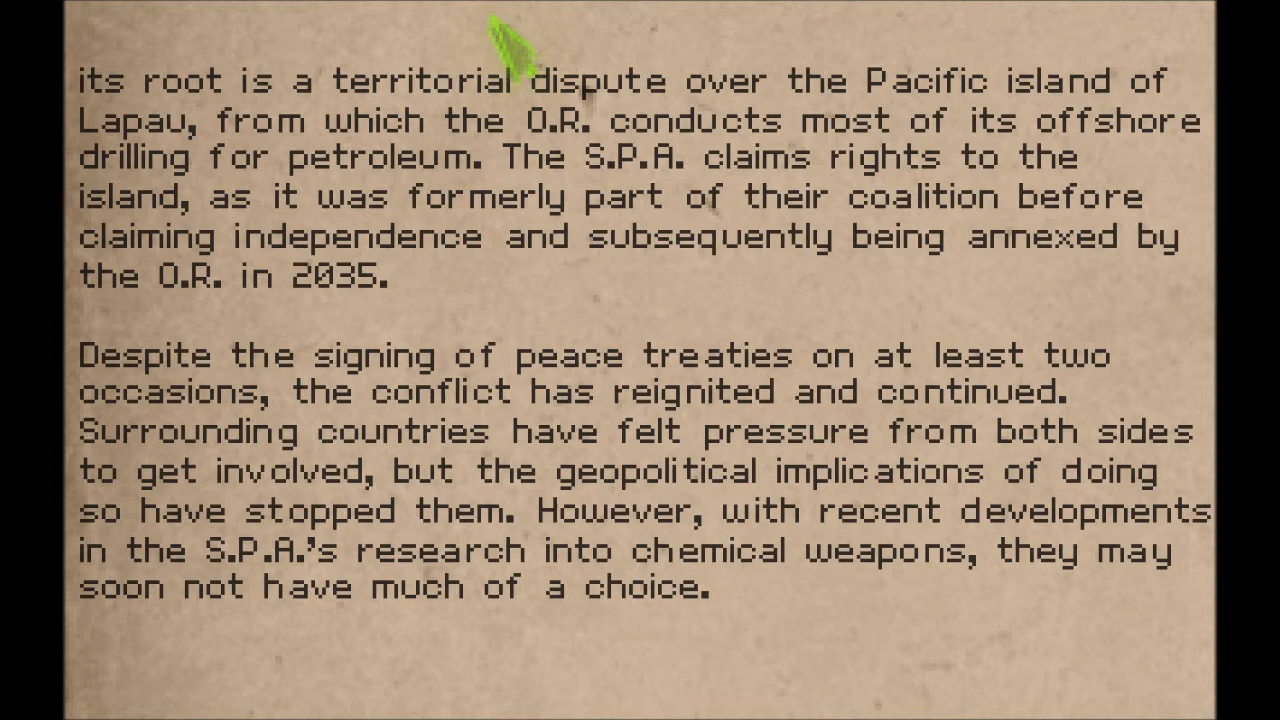 its root is a territorial dispute over the Pacific island of
Lapau, from which the O.R. conducts most of its offshore
drilling for petroleum. The S.P.A. claims rights to the
island, as it was formerly part of their coalition before
claiming independence and subsequently being annexed by
the O.R. in 2035.
Despite the signing of peace treaties on at least two
occasions, the conflict has reignited and continued.
Surrounding countries have felt pressure from both sides
to get involved, but the geopolitical implications of doing
so have stopped them. However, with recent developments
in the S.P.A.'s research into chemical weapons, they may
soon not have much of a choice.